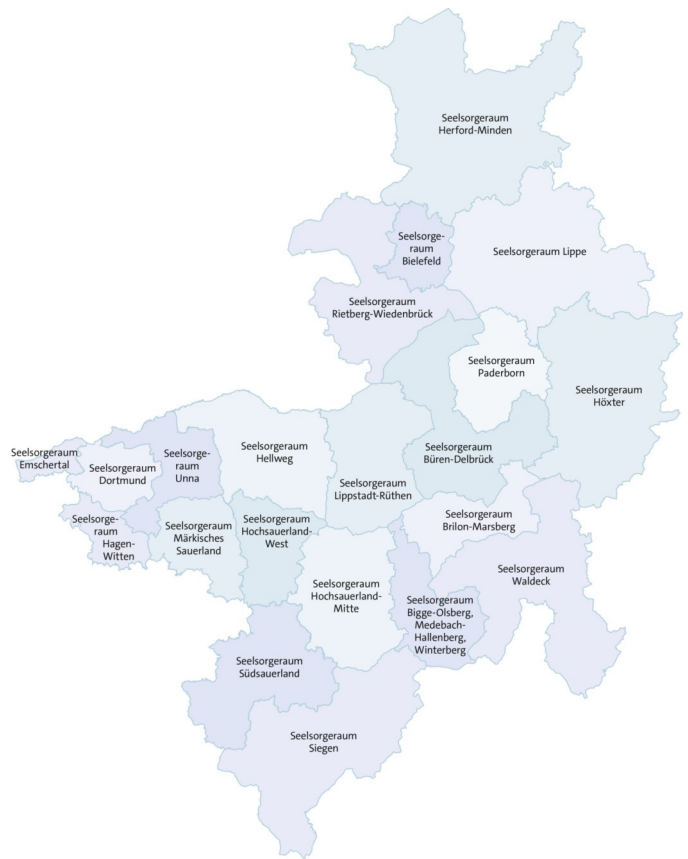 Seelsorgeraum
Herford-Minden
Seelsorge-
raum
Bielefeld
Seelsorgeraum Lippe
Seelsorgeraum
Rietberg-Wiedenbrück
Seelsorgeraum
Paderborn
Seelsorgeraum
Höxter
Seelsorgeraum
Emschertal
Seelsorgeraum
Dortmund
Seelsorge-
raum
Unna
Seelsorgeraum
Hellweg
Seelsorgeraum
Lippstadt-Rüthen
Seelsorgeraum
Büren-Delbrück
Seelsorge-
raum
Hagen-
Witten
Seelsorgeraum
Märkisches
Sauerland
Seelsorgeraum
Hochsauerland-
West
Seelsorgeraum
Brilon-Marsberg
Seelsorgeraum
Hochsauerland-
Mitte
Seelsorgeraum
Bigge-Olsberg,
Medebach-
Hallenberg,
Winterberg
Seelsorgeraum
Waldeck
Seelsorgeraum
Südsauerland
Seelsorgeraum
Siegen